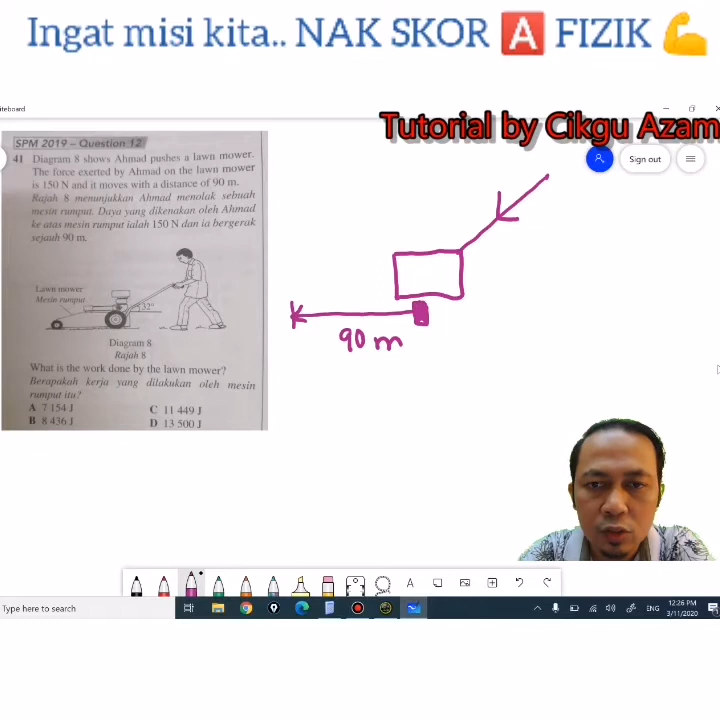 Ingat misi kita.. NAK SKOR 🅰 FIZIK 💪
iteboard
Tutorial by Cikgu Azam
Sign out
SPM 2019 – Question 12
41 Diagram 8 shows Ahmad pushes a lawn mower.
The force exerted by Ahmad on the lawn mower
is 150 N and it moves with a distance of 90 m.
Rajah 8 menunjukkan Ahmad menolak sebuah
mesin rumput. Daya yang dikenakan oleh Ahmad
ke atas mesin rumput ialah 150 N dan ia bergerak
sejauh 90 m.
Lawn mower
Mesin rumput
32°
Diagram 8
Rajah 8
What is the work done by the lawn mower?
Berapakah kerja yang dilakukan oleh mesin
rumput itu?
A 7 154 J
C 11 449 J
B 8 436 J
D 13 500 J
90 m
A
Type here to search
ENG
12:26 PM
3/11/2020